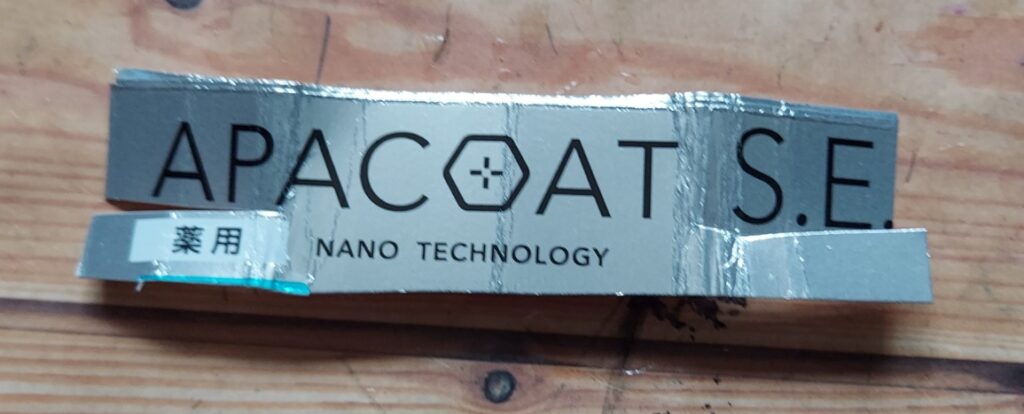 APACOAT S.E.
薬用
NANO TECHNOLOGY